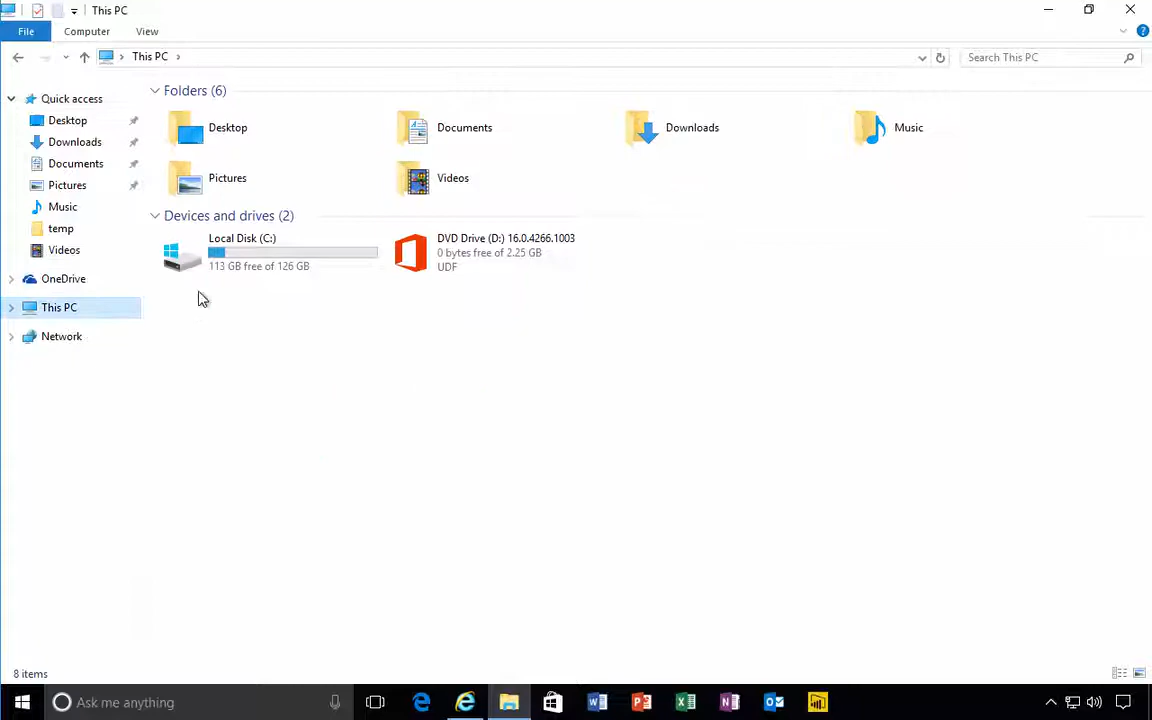 This PC
File Computer View
This PC
Search This PC
Quick access
Desktop
Downloads
Documents
Pictures
Music
temp
Videos
OneDrive
This PC
Network
Folders (6)
Desktop
Documents
Downloads
Music
Pictures
Videos
Devices and drives (2)
Local Disk (C:)
113 GB free of 126 GB
DVD Drive (D:) 16.0.4266.1003
0 bytes free of 2.25 GB
UDF
8 items
Ask me anything